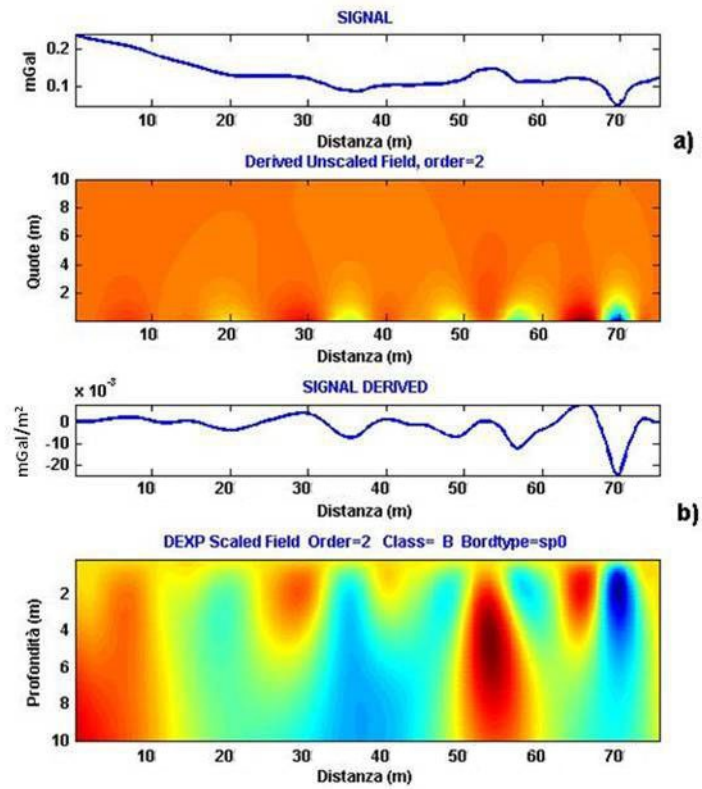 SIGNAL
mGal
0.2
0.1
10 20 30 40 50 60 70
Distanza (m)
a)
Derived Unscaled Field, order=2
Quote (m)
10
8
6
4
2
10 20 30 40 50 60 70
Distanza (m)
x 10⁻³
SIGNAL DERIVED
mGal/m²
0
-10
-20
10 20 30 40 50 60 70
Distanza (m)
b)
DEXP Scaled Field Order=2 Class= B Bordtype=sp0
Profondità (m)
2
4
6
8
10
10 20 30 40 50 60 70
Distanza (m)